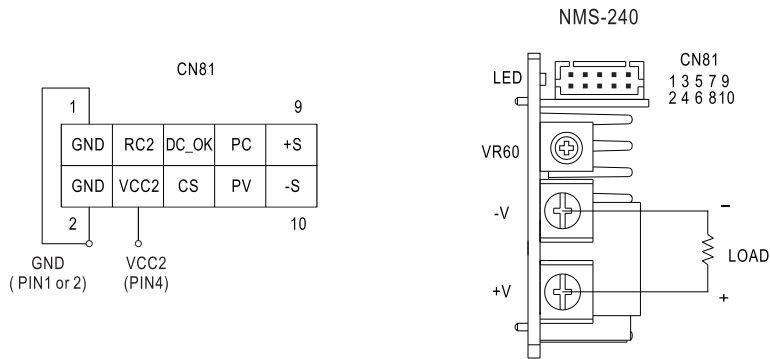 NMS-240
CN81
1 9
GND RC2 DC_OK PC +S
GND VCC2 CS PV -S
2 10
GND
( PIN1 or 2)
VCC2
(PIN4)
LED
CN81
1 3 5 7 9
2 4 6 8 10
VR60
-V
+V
–
LOAD
+